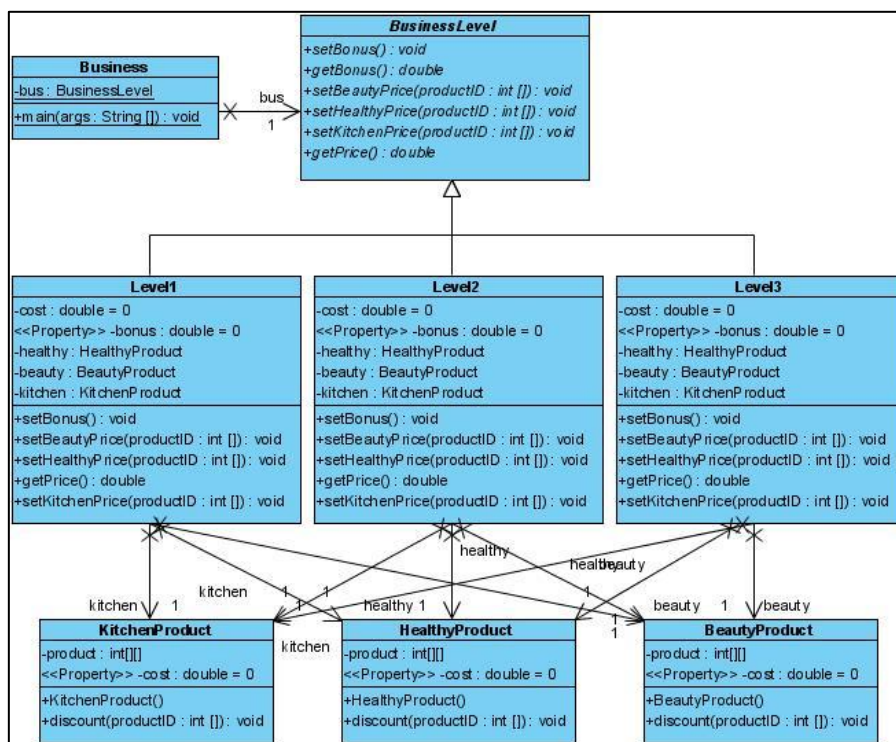 BusinessLevel
+setBonus() : void
+getBonus() : double
+setBeautyPrice(productID : int []) : void
+setHealthyPrice(productID : int []) : void
+setKitchenPrice(productID : int []) : void
+getPrice() : double
Business
-bus : BusinessLevel
+main(args : String []) : void
bus
1
Level1
-cost : double = 0
<<Property>> -bonus : double = 0
-healthy : HealthyProduct
-beauty : BeautyProduct
-kitchen : KitchenProduct
+setBonus() : void
+setBeautyPrice(productID : int []) : void
+setHealthyPrice(productID : int []) : void
+getPrice() : double
+setKitchenPrice(productID : int []) : void
Level2
-cost : double = 0
<<Property>> -bonus : double = 0
-healthy : HealthyProduct
-beauty : BeautyProduct
-kitchen : KitchenProduct
+setBonus() : void
+setBeautyPrice(productID : int []) : void
+setHealthyPrice(productID : int []) : void
+getPrice() : double
+setKitchenPrice(productID : int []) : void
Level3
-cost : double = 0
<<Property>> -bonus : double = 0
-healthy : HealthyProduct
-beauty : BeautyProduct
-kitchen : KitchenProduct
+setBonus() : void
+setBeautyPrice(productID : int []) : void
+setHealthyPrice(productID : int []) : void
+getPrice() : double
+setKitchenPrice(productID : int []) : void
healthy
healthy
beauty
kitchen
1
1
1
kitchen
1
1
healthy 1
beauty
1
beauty
1
1
kitchen
KitchenProduct
-product : int[][]
<<Property>> -cost : double = 0
+KitchenProduct()
+discount(productID : int []) : void
HealthyProduct
-product : int[][]
<<Property>> -cost : double = 0
+HealthyProduct()
+discount(productID : int []) : void
BeautyProduct
-product : int[][]
<<Property>> -cost : double = 0
+BeautyProduct()
+discount(productID : int []) : void